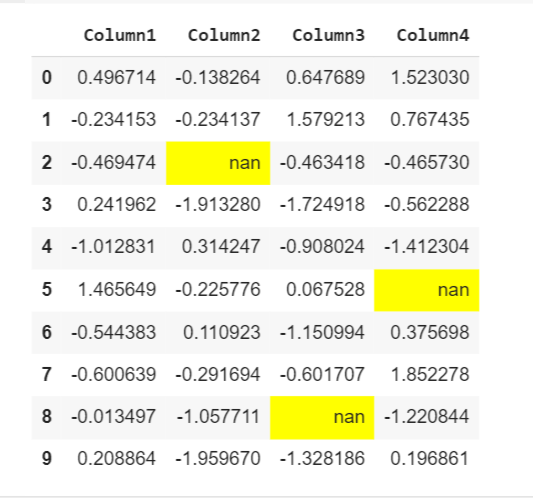 Column1 Column2 Column3 Column4
0 0.496714 -0.138264 0.647689 1.523030
1 -0.234153 -0.234137 1.579213 0.767435
2 -0.469474 nan -0.463418 -0.465730
3 0.241962 -1.913280 -1.724918 -0.562288
4 -1.012831 0.314247 -0.908024 -1.412304
5 1.465649 -0.225776 0.067528 nan
6 -0.544383 0.110923 -1.150994 0.375698
7 -0.600639 -0.291694 -0.601707 1.852278
8 -0.013497 -1.057711 nan -1.220844
9 0.208864 -1.959670 -1.328186 0.196861